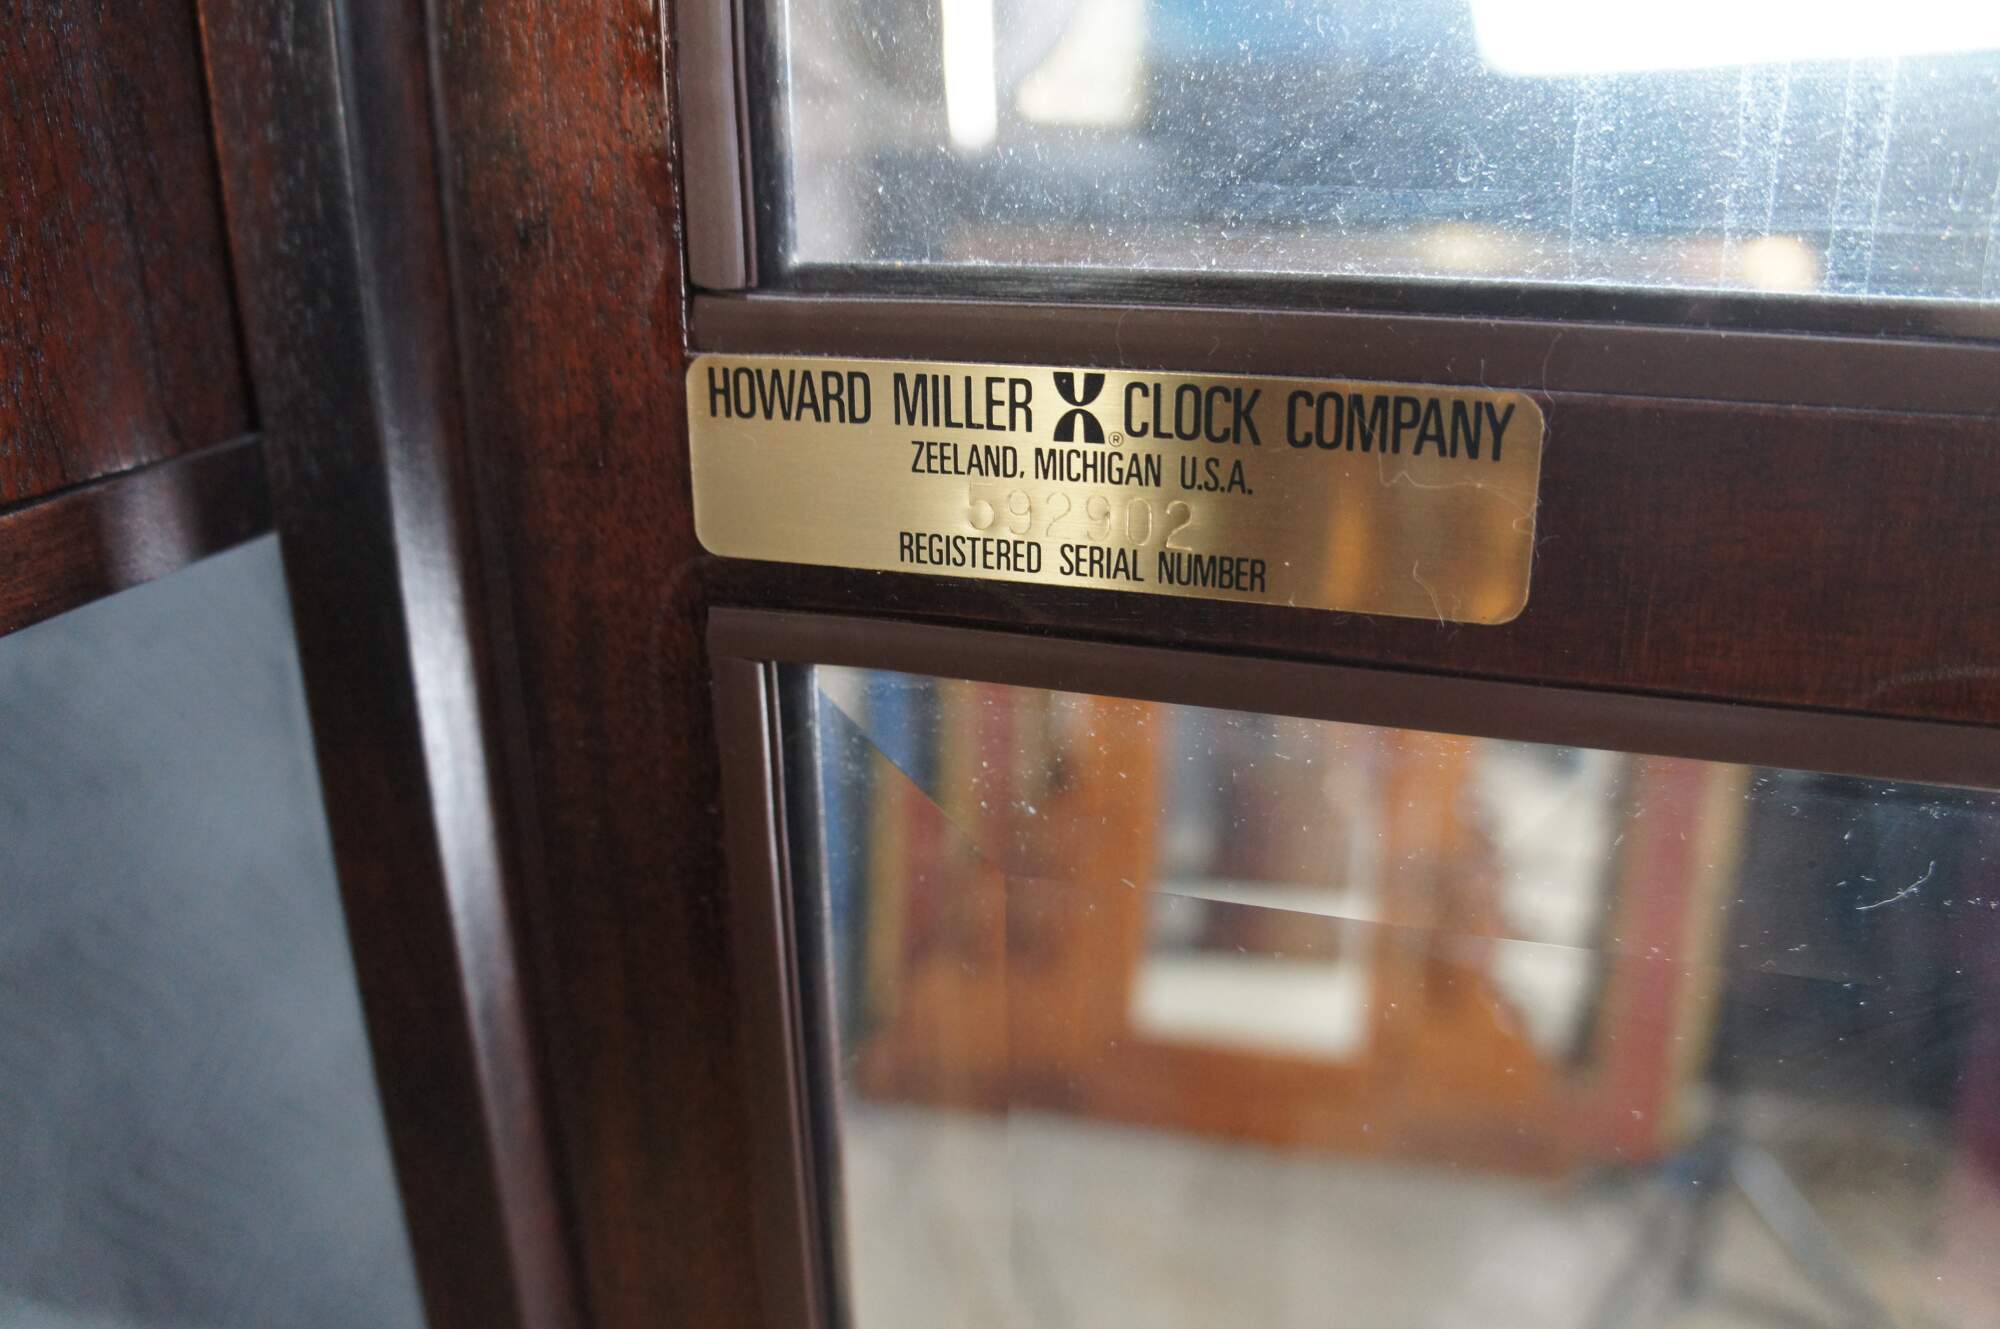 HOWARD MILLER ® CLOCK COMPANY
ZEELAND, MICHIGAN U.S.A.
592902
REGISTERED SERIAL NUMBER